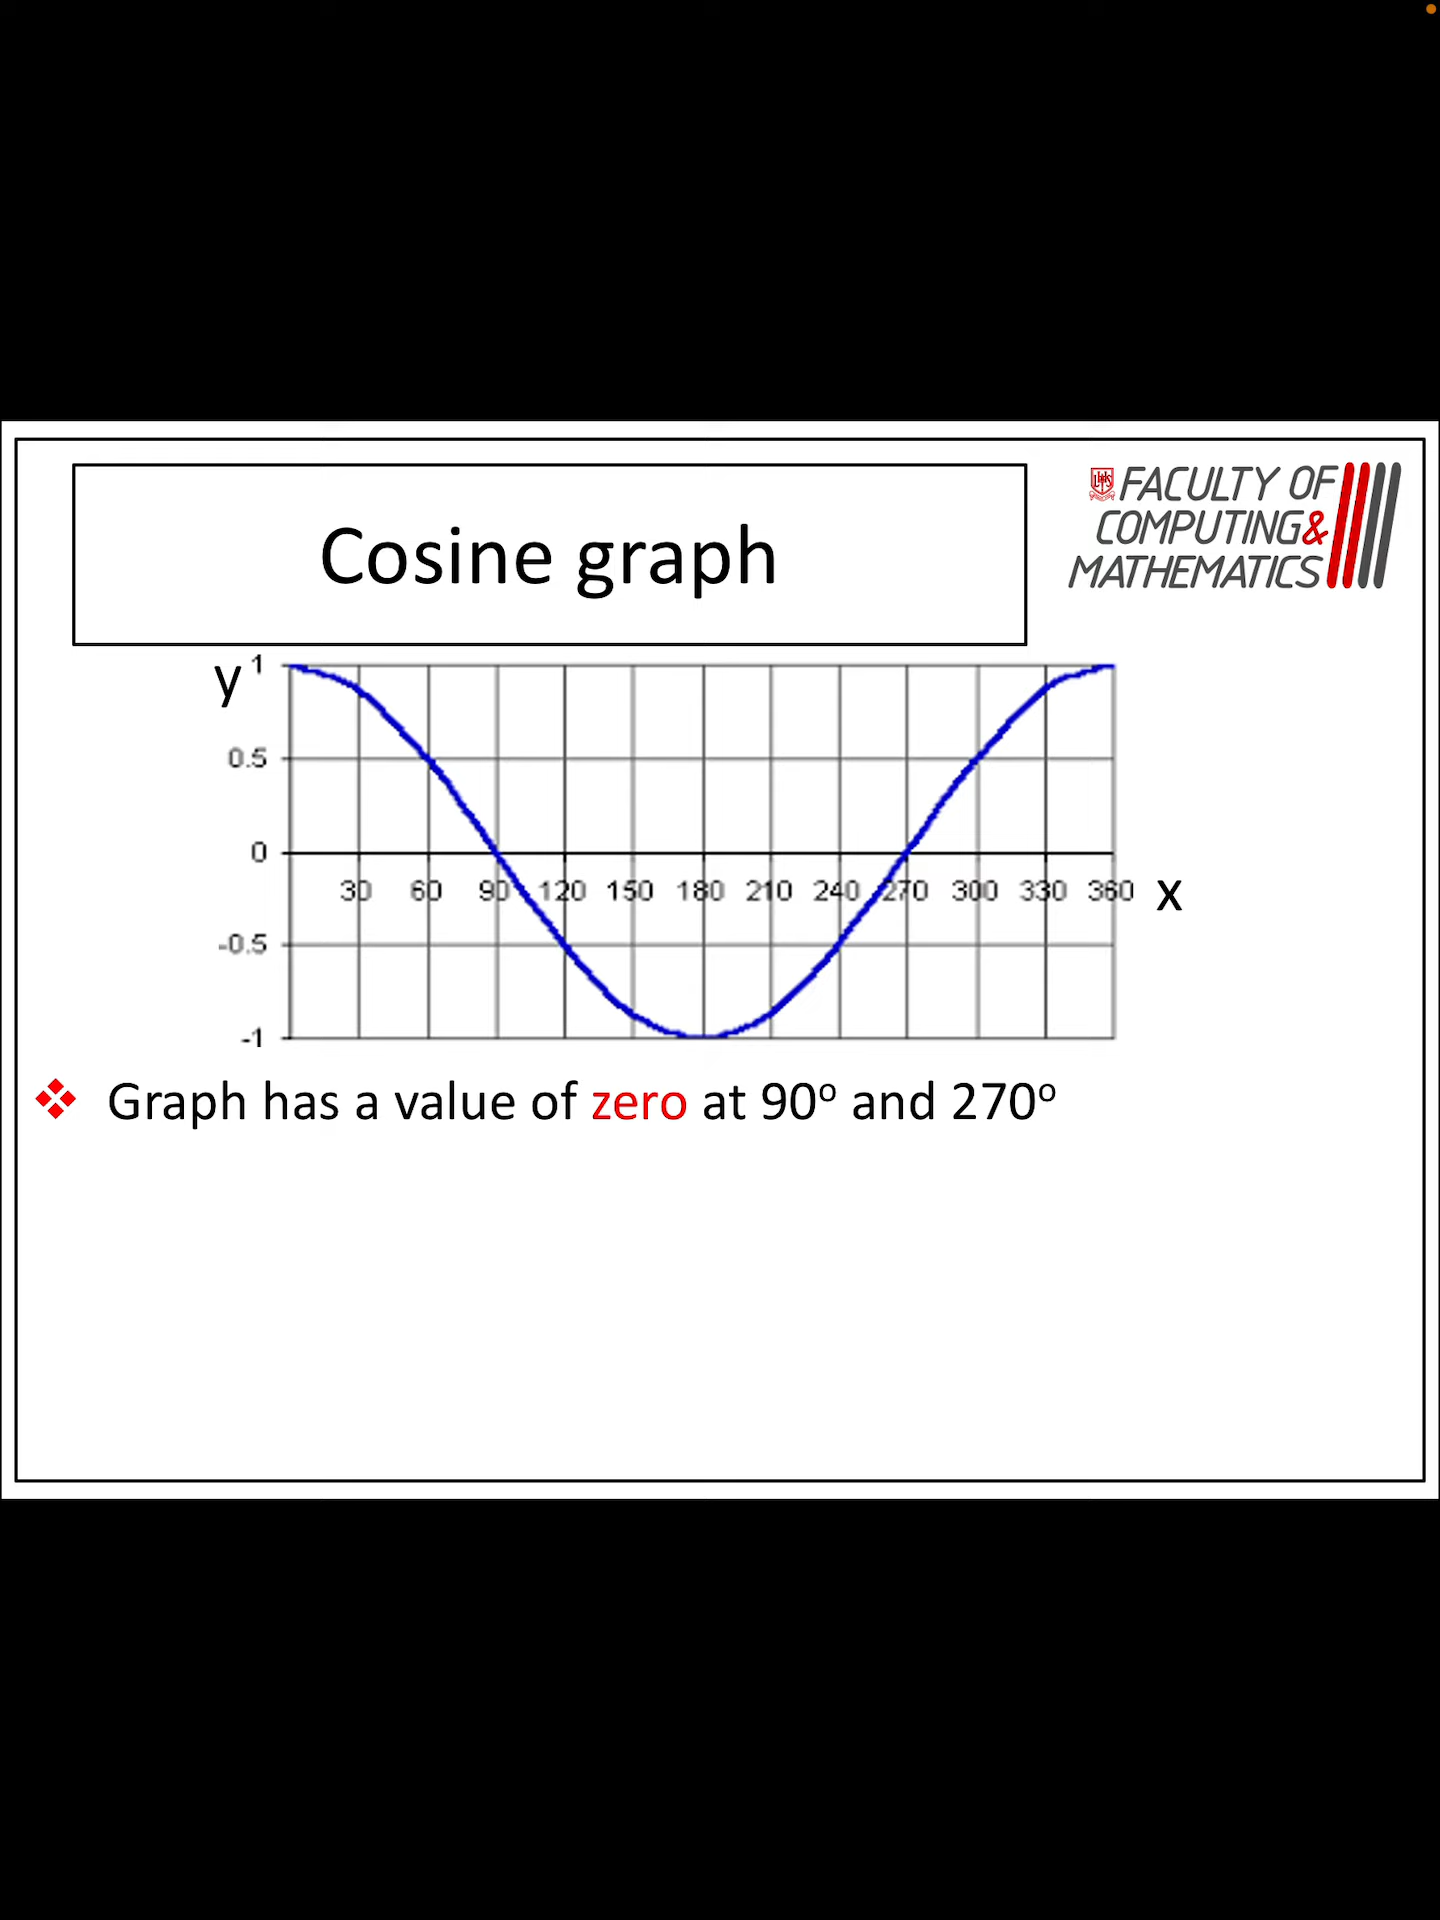 Cosine graph
FACULTY OF
COMPUTING&
MATHEMATICS
y
1
0.5
0
30 60 90 120 150 180 210 240 270 300 330 360 x
-0.5
-1
❖ Graph has a value of zero at 90º and 270º